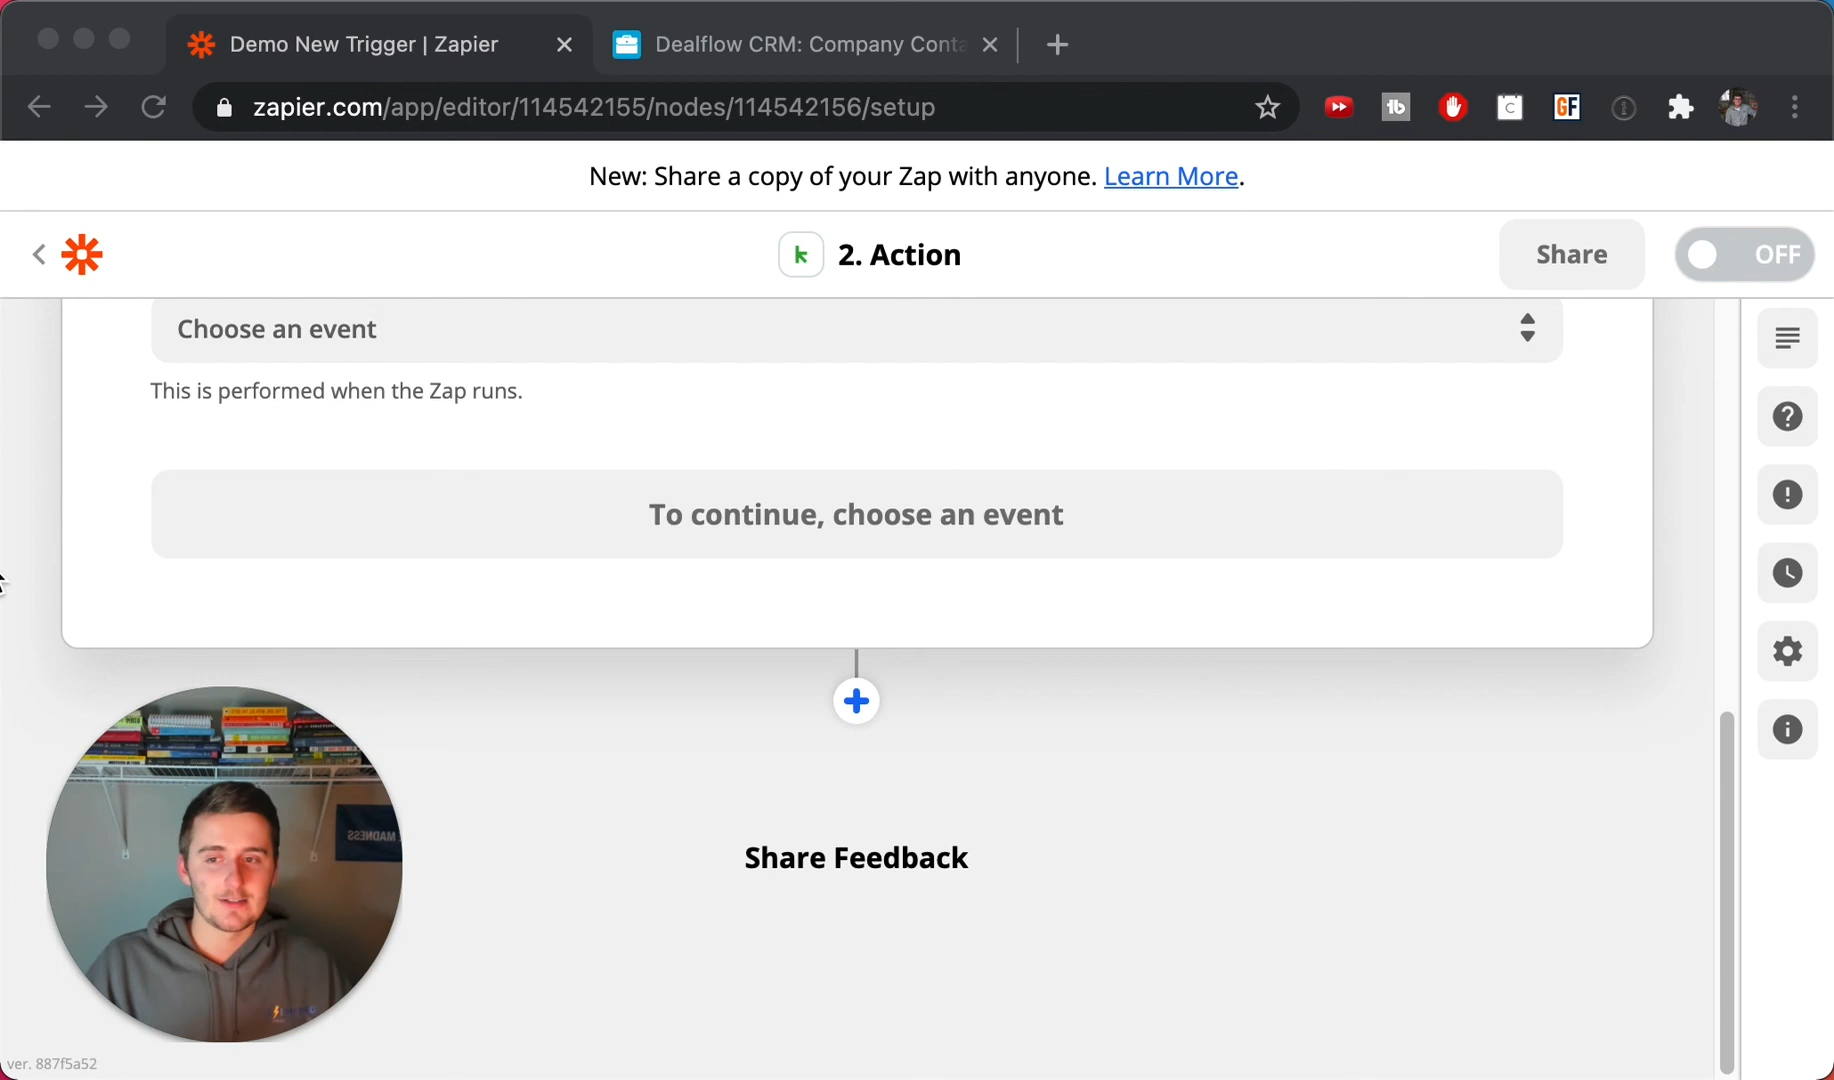 Demo New Trigger | Zapier
Dealflow CRM: Company Conta
zapier.com/app/editor/114542155/nodes/114542156/setup
New: Share a copy of your Zap with anyone. Learn More.
2. Action
Share
OFF
Choose an event
This is performed when the Zap runs.
To continue, choose an event
Share Feedback
ver. 887f5a52